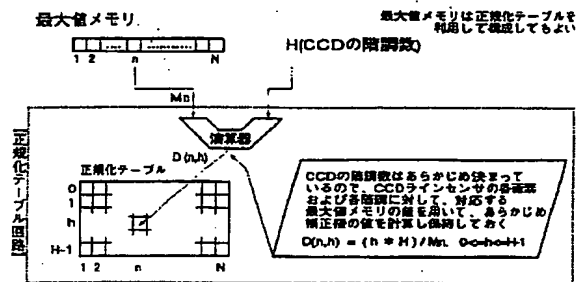 最大値メモリ
最大値メモリは正規化テーブルを
利用して構成してもよい
H(CCDの階調数)
1 2 n N
Mn
演算器
D(n,h)
正規化テーブル回路
正規化テーブル
0
1
h
H-1
1 2 n N
CCDの階調数はあらかじめ決まって
いるので、CCDラインセンサの各画素
および各階調に対して、対応する
最大値メモリの値を用いて、あらかじめ
補正後の値を計算し保持しておく
D(n,h) = ( h * H ) / Mn, 0<=h<=H-1